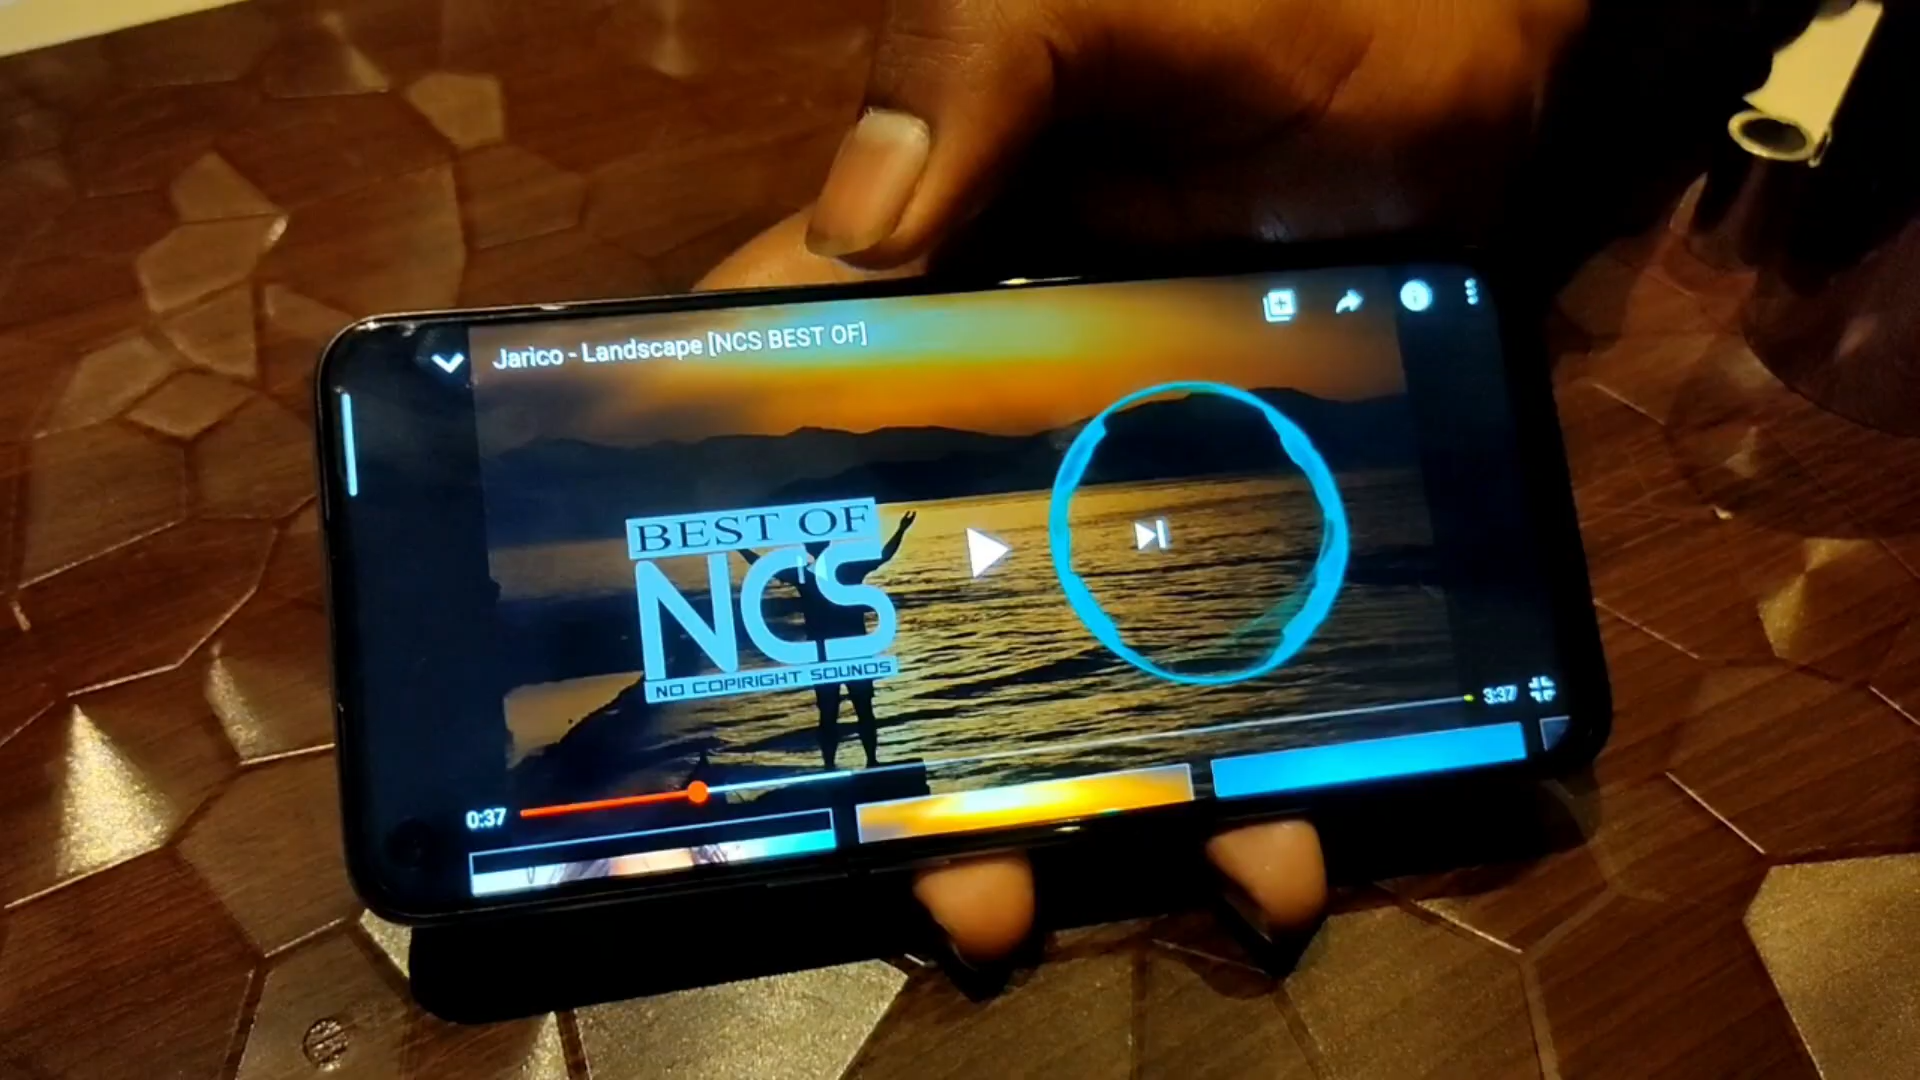 Jarico - Landscape [NCS BEST OF]
BEST OF
NCS
NO COPIRIGHT SOUNDS
3:37
0:37